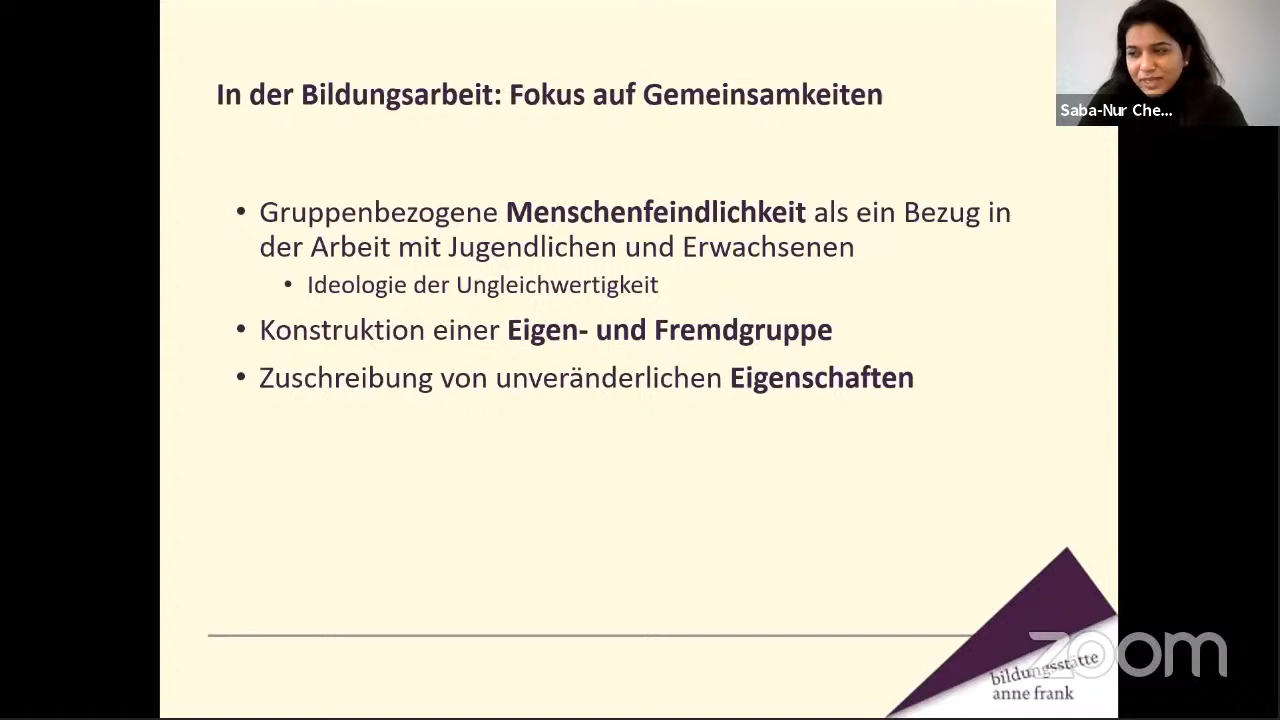 In der Bildungsarbeit: Fokus auf Gemeinsamkeiten
Saba-Nur Che...
• Gruppenbezogene Menschenfeindlichkeit als ein Bezug in
der Arbeit mit Jugendlichen und Erwachsenen
• Ideologie der Ungleichwertigkeit
• Konstruktion einer Eigen- und Fremdgruppe
• Zuschreibung von unveränderlichen Eigenschaften
zoom
bildungsstätte
anne frank